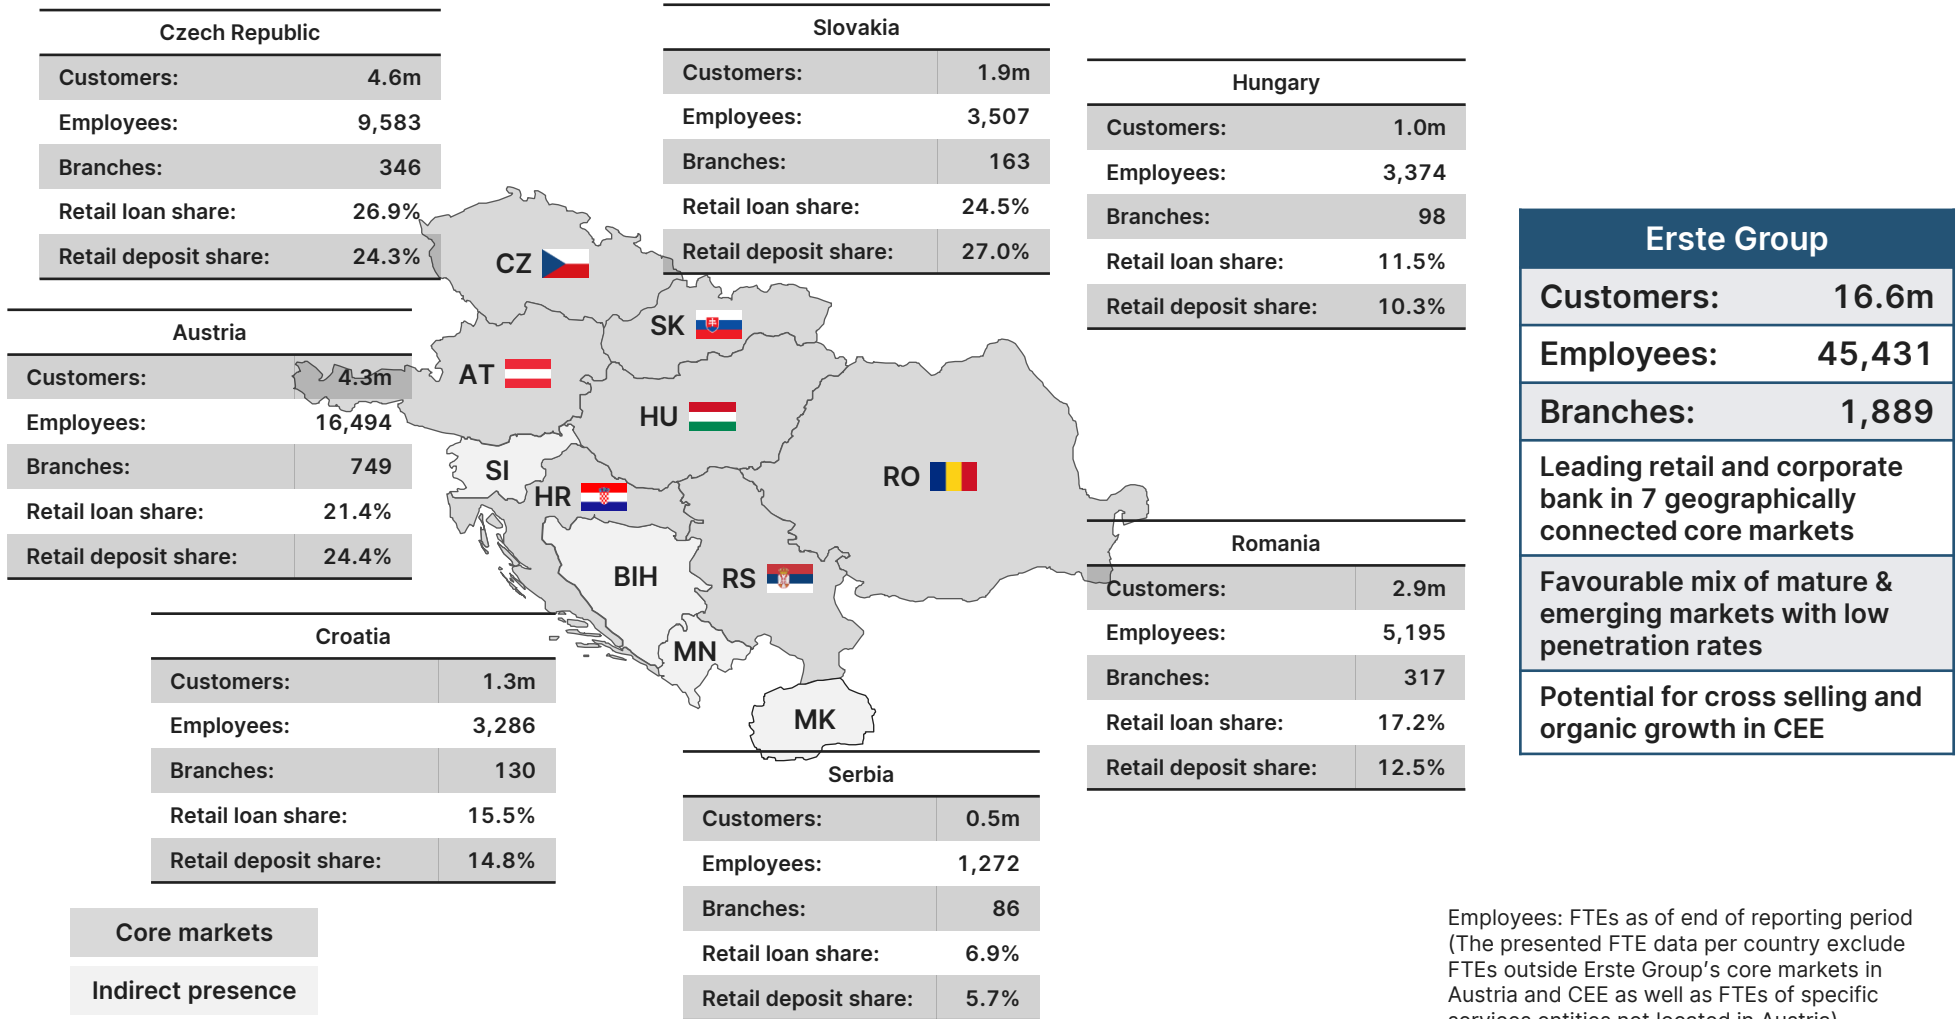 Czech Republic
Customers: 4.6m
Employees: 9,583
Branches: 346
Retail loan share: 26.9%
Retail deposit share: 24.3%
Slovakia
Customers: 1.9m
Employees: 3,507
Branches: 163
Retail loan share: 24.5%
Retail deposit share: 27.0%
Hungary
Customers: 1.0m
Employees: 3,374
Branches: 98
Retail loan share: 11.5%
Retail deposit share: 10.3%
Austria
Customers: 4.3m
Employees: 16,494
Branches: 749
Retail loan share: 21.4%
Retail deposit share: 24.4%
CZ
SK
AT
HU
SI
HR
RO
BIH
RS
MN
MK
Croatia
Customers: 1.3m
Employees: 3,286
Branches: 130
Retail loan share: 15.5%
Retail deposit share: 14.8%
Serbia
Customers: 0.5m
Employees: 1,272
Branches: 86
Retail loan share: 6.9%
Retail deposit share: 5.7%
Romania
Customers: 2.9m
Employees: 5,195
Branches: 317
Retail loan share: 17.2%
Retail deposit share: 12.5%
Erste Group
Customers: 16.6m
Employees: 45,431
Branches: 1,889
Leading retail and corporate
bank in 7 geographically
connected core markets
Favourable mix of mature &
emerging markets with low
penetration rates
Potential for cross selling and
organic growth in CEE
Core markets
Indirect presence
Employees: FTEs as of end of reporting period
(The presented FTE data per country exclude
FTEs outside Erste Group’s core markets in
Austria and CEE as well as FTEs of specific
services entities not located in Austria)